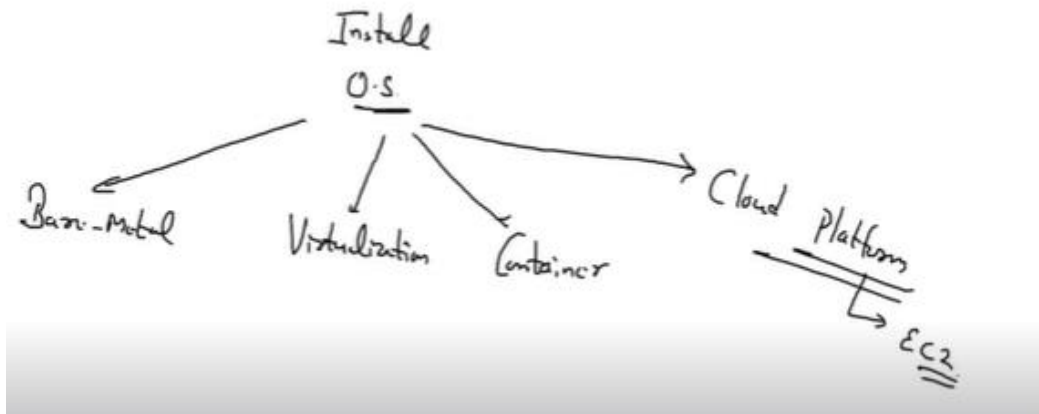 Install
O.S.
Bare-Metal
Virtualization
Container
Cloud Platform
EC2